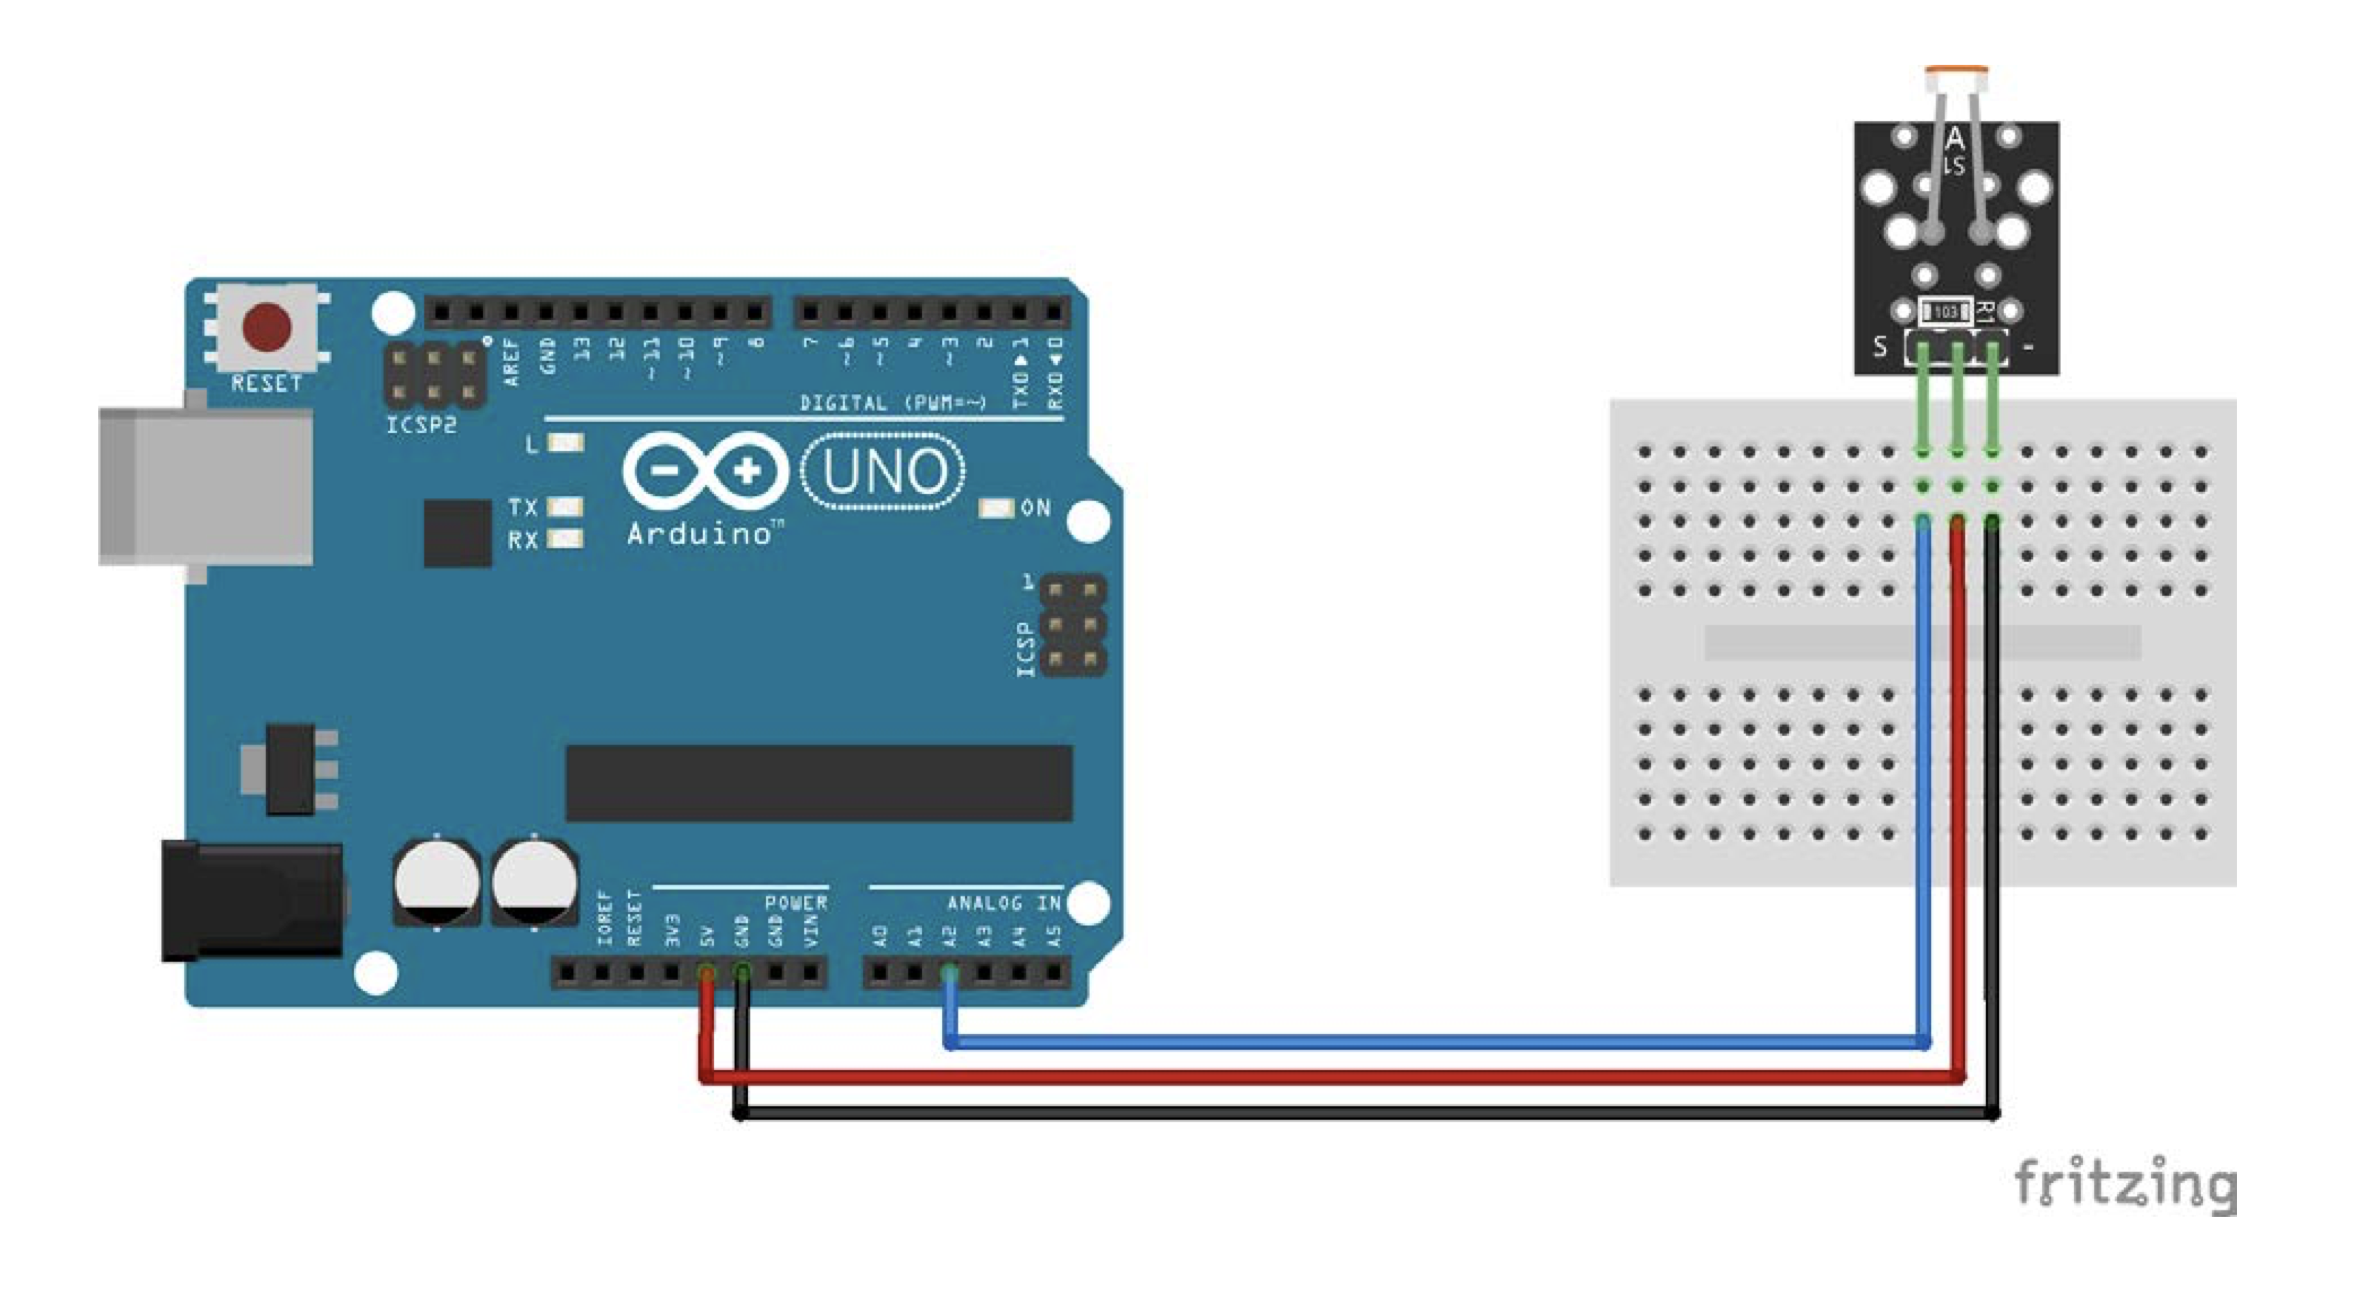 A
S1
103
R1
S
-
RESET
ICSP2
AREF
GND
13
12
~11
~10
~9
8
7
~6
~5
4
~3
2
TXD▶1
RXD◀0
DIGITAL (PWM=~)
L
TX
RX
Arduino™
UNO
ON
1
ICSP
POWER
ANALOG IN
IOREF
RESET
3V3
5V
GND
GND
VIN
A0
A1
A2
A3
A4
A5
fritzing